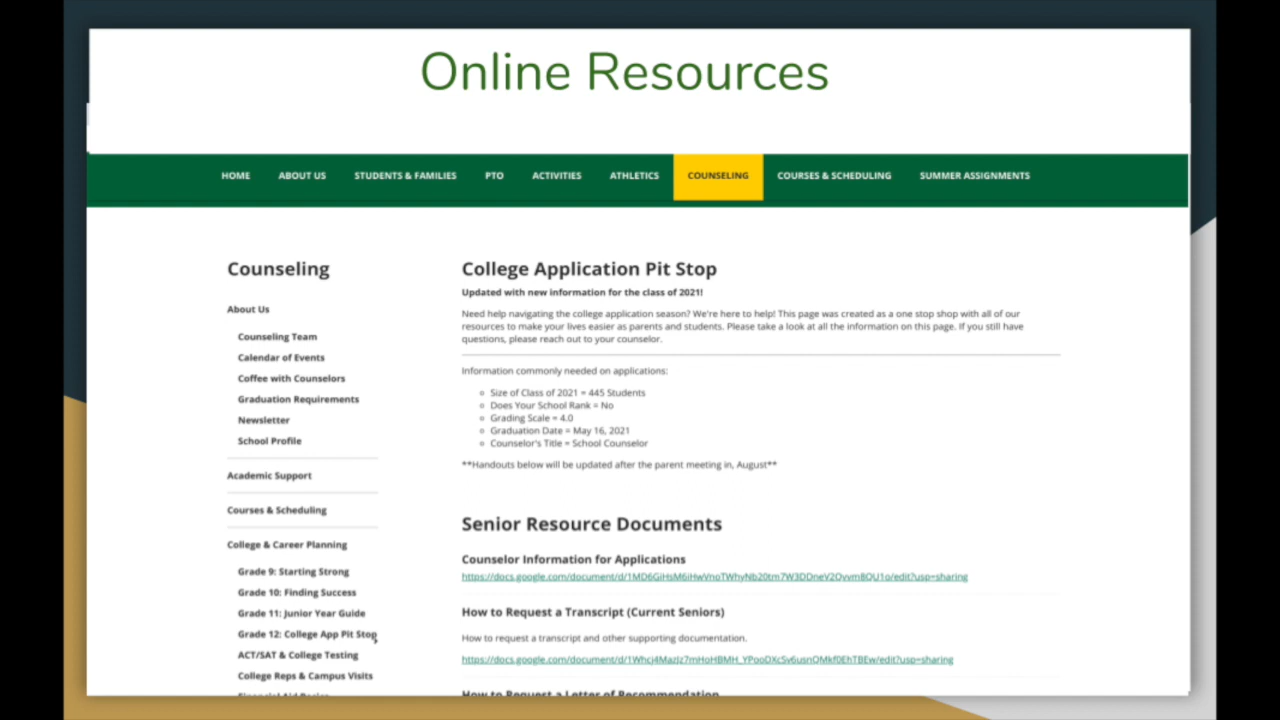 Online Resources
HOME ABOUT US STUDENTS & FAMILIES PTO ACTIVITIES ATHLETICS COUNSELING COURSES & SCHEDULING SUMMER ASSIGNMENTS
Counseling
About Us
Counseling Team
Calendar of Events
Coffee with Counselors
Graduation Requirements
Newsletter
School Profile
Academic Support
Courses & Scheduling
College & Career Planning
Grade 9: Starting Strong
Grade 10: Finding Success
Grade 11: Junior Year Guide
Grade 12: College App Pit Stop
ACT/SAT & College Testing
College Reps & Campus Visits
Financial Aid Basics
College Application Pit Stop
Updated with new information for the class of 2021!
Need help navigating the college application season? We're here to help! This page was created as a one stop shop with all of our
resources to make your lives easier as parents and students. Please take a look at all the information on this page. If you still have
questions, please reach out to your counselor.
Information commonly needed on applications:
Size of Class of 2021 = 445 Students
Does Your School Rank = No
Grading Scale = 4.0
Graduation Date = May 16, 2021
Counselor's Title = School Counselor
**Handouts below will be updated after the parent meeting in, August**
Senior Resource Documents
Counselor Information for Applications
How to Request a Transcript (Current Seniors)
How to request a transcript and other supporting documentation.
How to Request a Letter of Recommendation